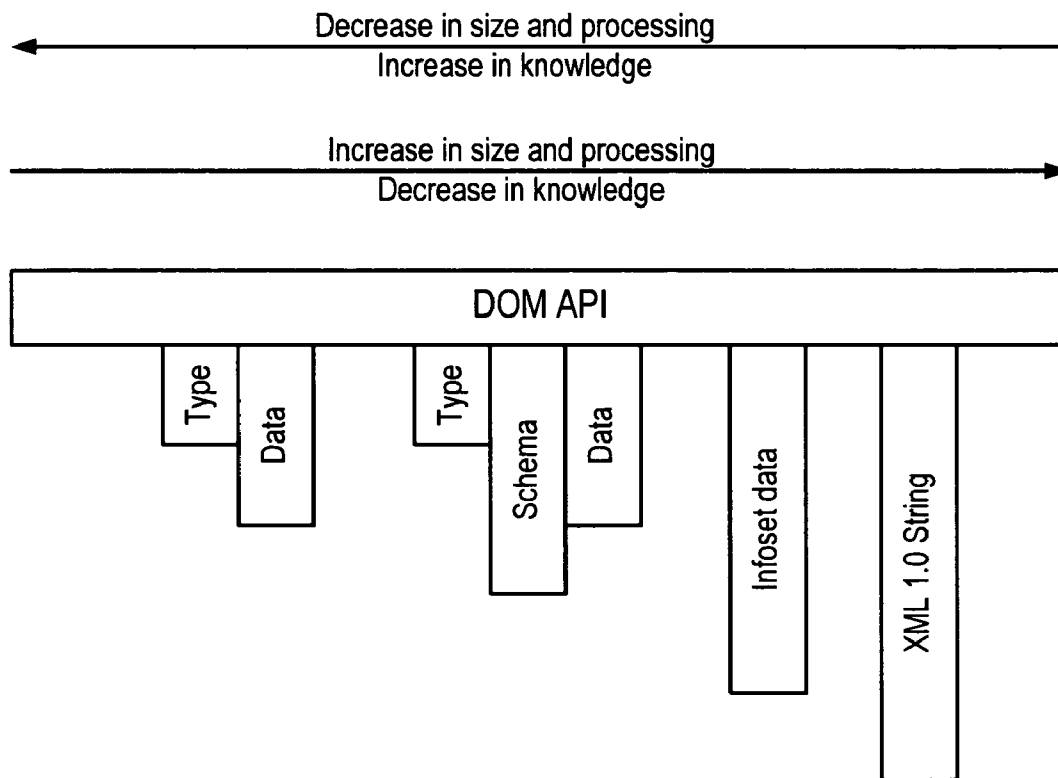 Decrease in size and processing
Increase in knowledge
Increase in size and processing
Decrease in knowledge
DOM API
Type
Data
Type
Schema
Data
Infoset data
XML 1.0 String